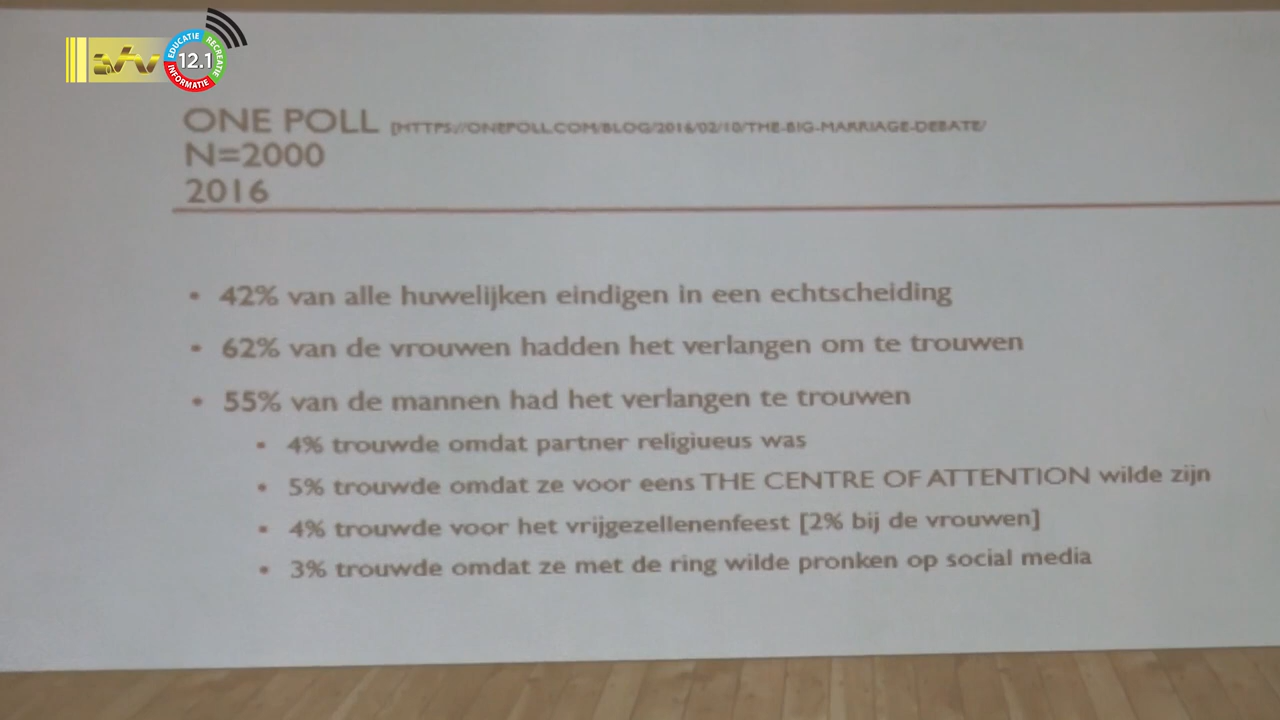 atv
EDUCATIE
RECREATIE
INFORMATIE
12.1
ONE POLL [HTTPS://ONEPOLL.COM/BLOG/2016/02/10/THE-BIG-MARRIAGE-DEBATE/
N=2000
2016
• 42% van alle huwelijken eindigen in een echtscheiding
• 62% van de vrouwen hadden het verlangen om te trouwen
• 55% van de mannen had het verlangen te trouwen
• 4% trouwde omdat partner religiueus was
• 5% trouwde omdat ze voor eens THE CENTRE OF ATTENTION wilde zijn
• 4% trouwde voor het vrijgezellenenfeest [2% bij de vrouwen]
• 3% trouwde omdat ze met de ring wilde pronken op social media